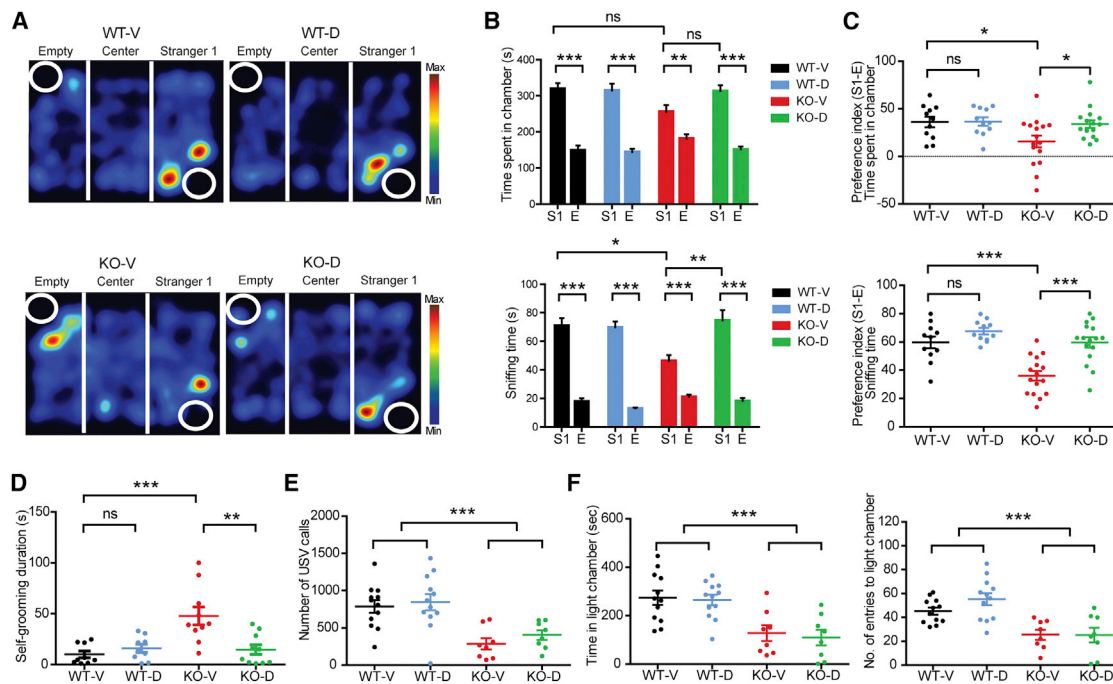 A
WT-V
WT-D
Empty Center Stranger 1 Empty Center Stranger 1
Max
Min
KO-V
KO-D
Empty Center Stranger 1 Empty Center Stranger 1
Max
Min
B
ns
ns
*** *** ** ***
Time spent in chamber (s)
400
300
200
100
0
S1 E S1 E S1 E S1 E
WT-V
WT-D
KO-V
KO-D
*
**
*** *** *** ***
Sniffing time (s)
100
80
60
40
20
0
S1 E S1 E S1 E S1 E
WT-V
WT-D
KO-V
KO-D
C
*
ns *
Preference index (S1-E)
Time spent in chamber
100
50
0
-50
WT-V WT-D KO-V KO-D
***
ns ***
Preference index (S1-E)
Sniffing time
100
80
60
40
20
0
WT-V WT-D KO-V KO-D
D
***
ns **
Self-grooming duration (s)
150
100
50
0
WT-V WT-D KO-V KO-D
E
***
Number of USV calls
2000
1500
1000
500
0
WT-V WT-D KO-V KO-D
F
***
Time in light chamber (sec)
600
400
200
0
WT-V WT-D KO-V KO-D
***
No. of entries to light chamber
120
100
80
60
40
20
0
WT-V WT-D KO-V KO-D